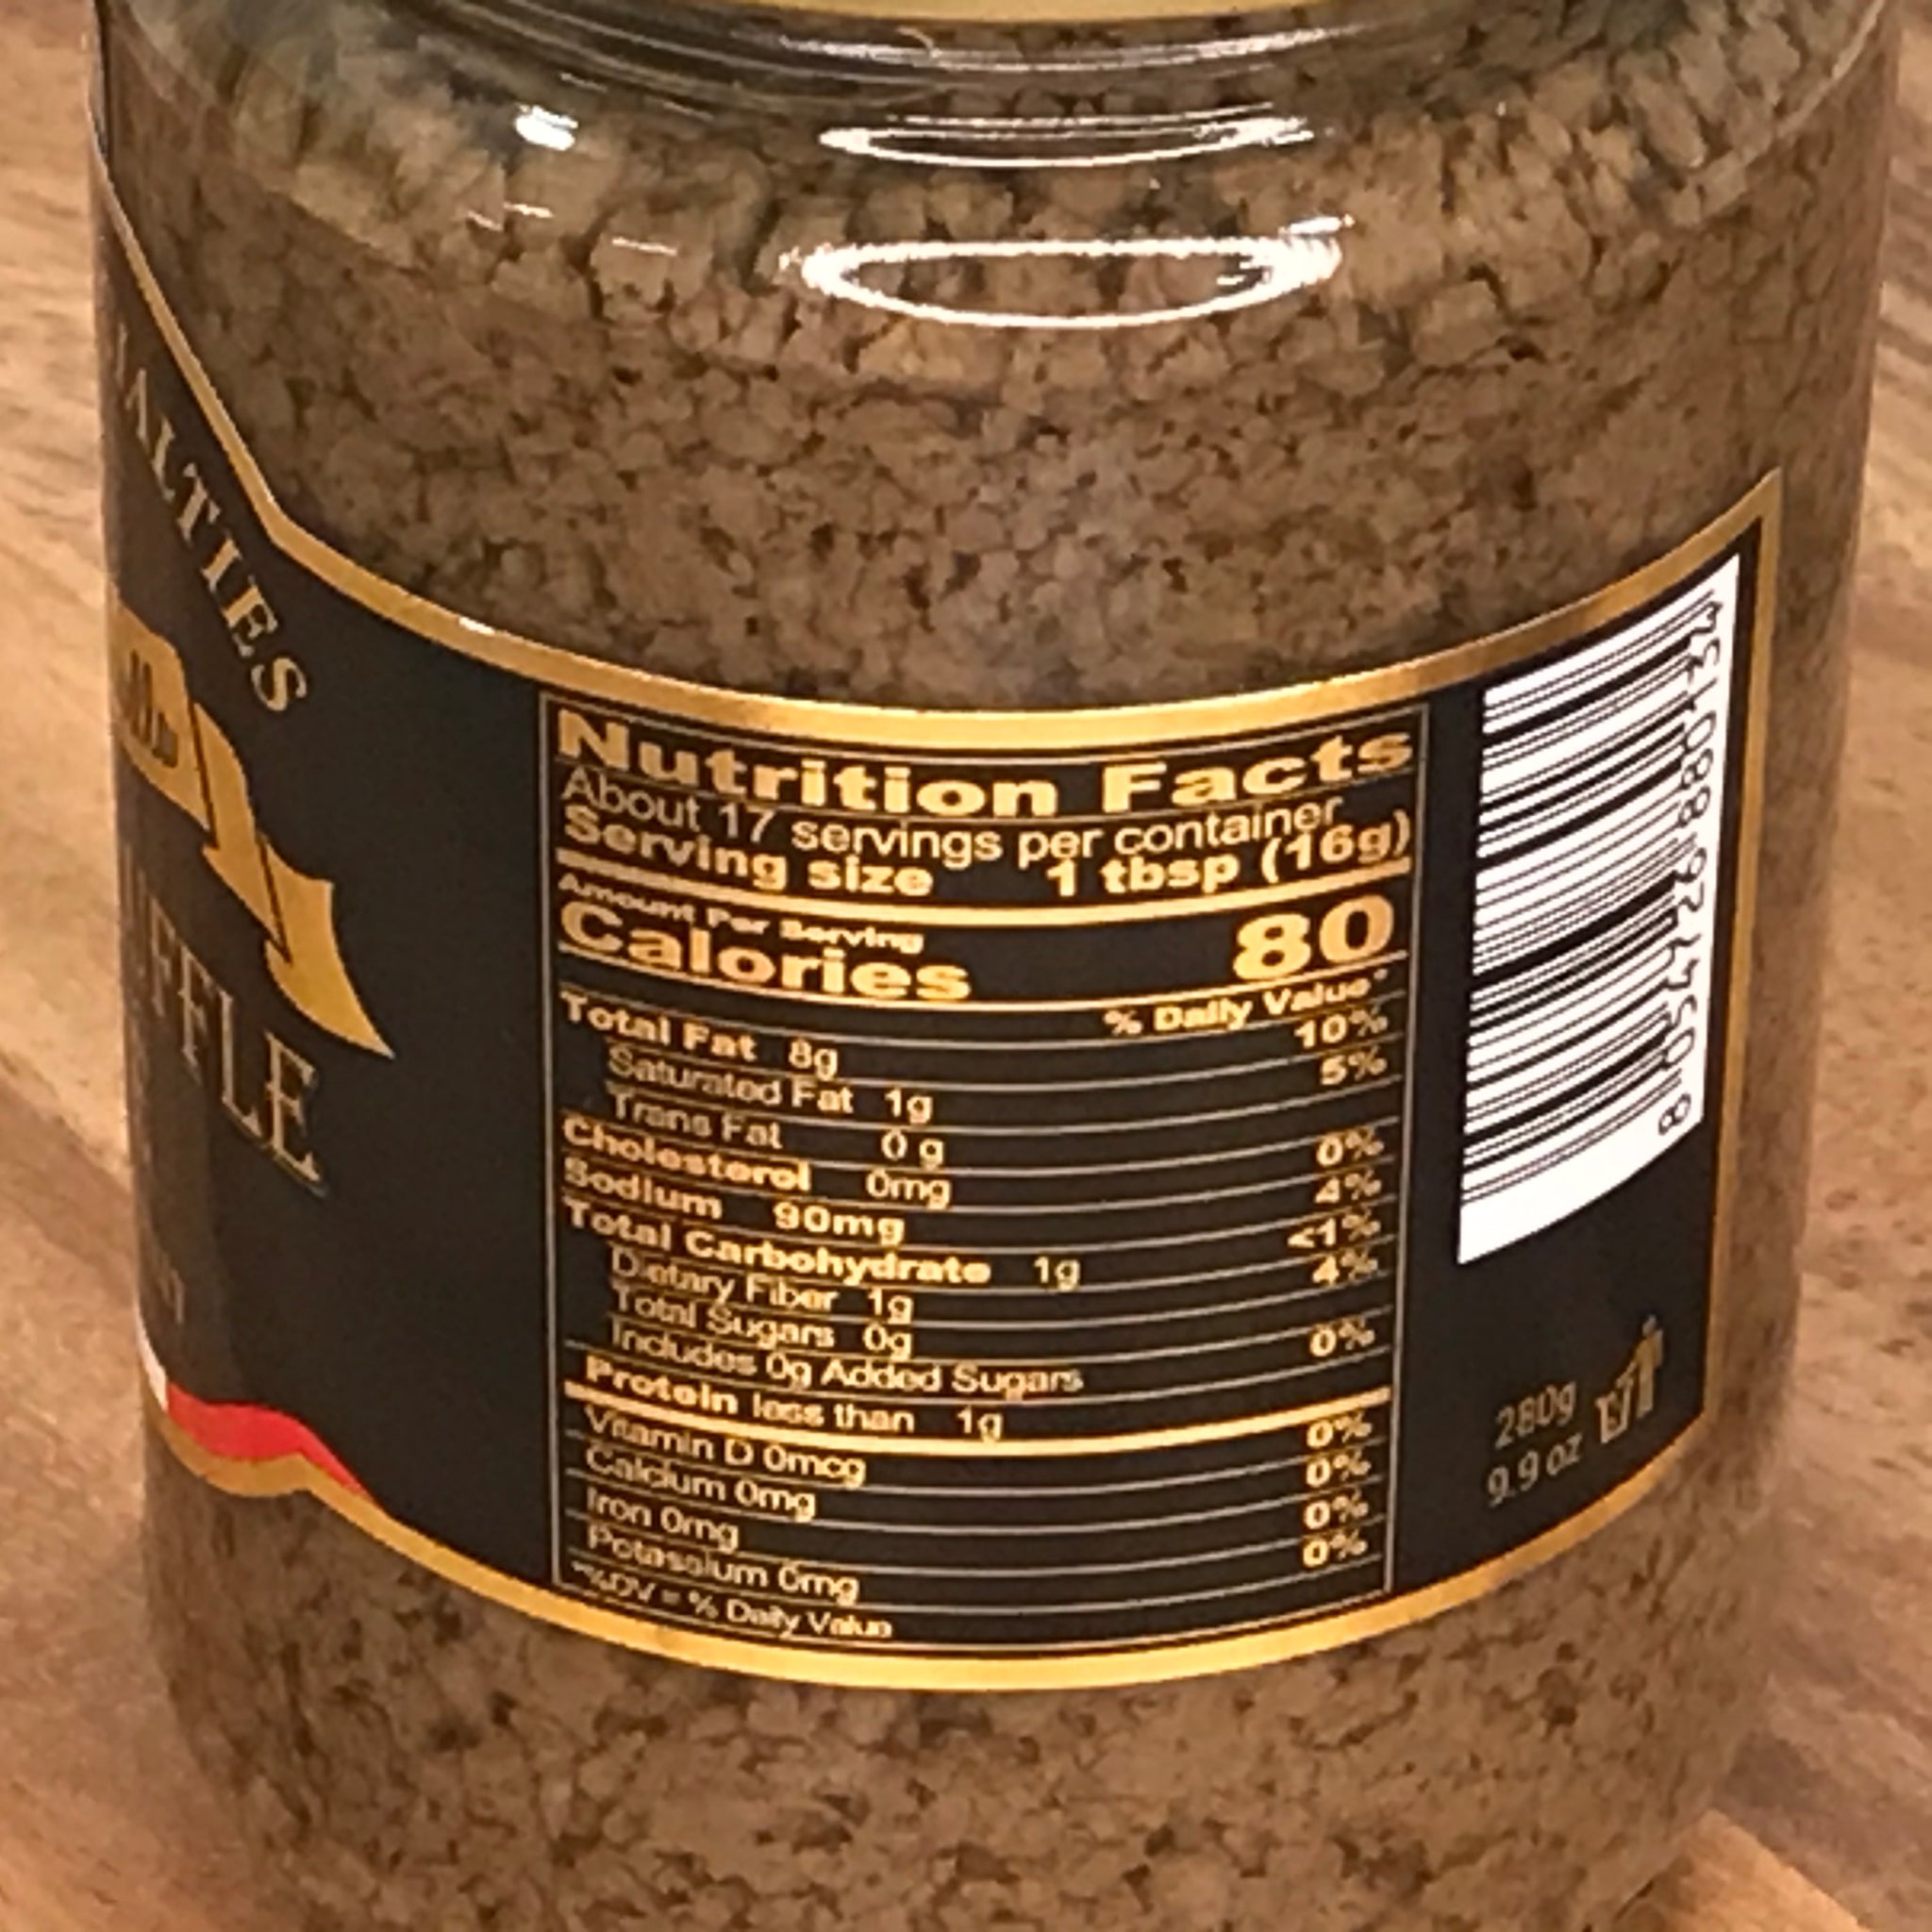 ALTIES
FFLE
Nutrition Facts
About 17 servings per container
Serving size 1 tbsp (16g)
Amount Per Serving
Calories 80
% Daily Value*
Total Fat 8g 10%
Saturated Fat 1g 5%
Trans Fat 0 g
Cholesterol 0mg 0%
Sodium 90mg 4%
Total Carbohydrate 1g <1%
Dietary Fiber 1g 4%
Total Sugars 0g
Includes 0g Added Sugars 0%
Protein less than 1g
Vitamin D 0mcg 0%
Calcium 0mg 0%
Iron 0mg 0%
Potassium 0mg 0%
*%DV = % Daily Value
280g
9.9 oz